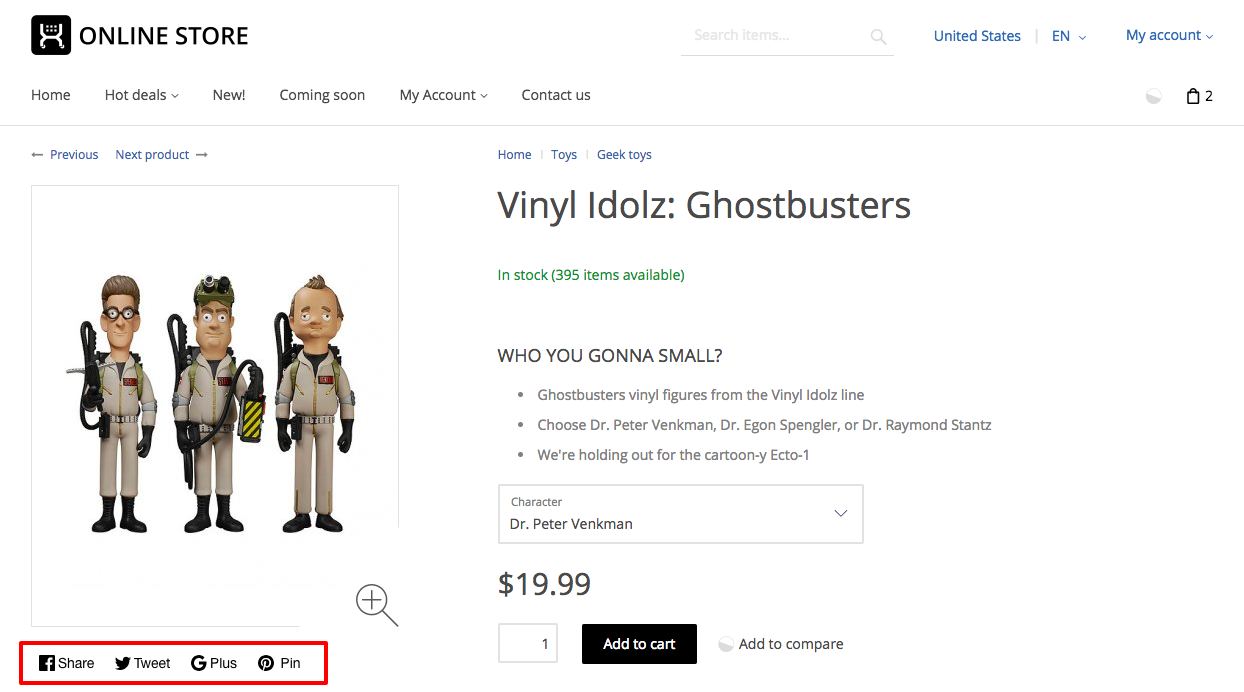 ONLINE STORE
Search items...
United States
EN
My account
Home
Hot deals
New!
Coming soon
My Account
Contact us
2
Previous
Next product
Home
Toys
Geek toys
Vinyl Idolz: Ghostbusters
In stock (395 items available)
WHO YOU GONNA SMALL?
Ghostbusters vinyl figures from the Vinyl Idolz line
Choose Dr. Peter Venkman, Dr. Egon Spengler, or Dr. Raymond Stantz
We're holding out for the cartoon-y Ecto-1
Character
Dr. Peter Venkman
$19.99
1
Add to cart
Add to compare
Share
Tweet
Plus
Pin